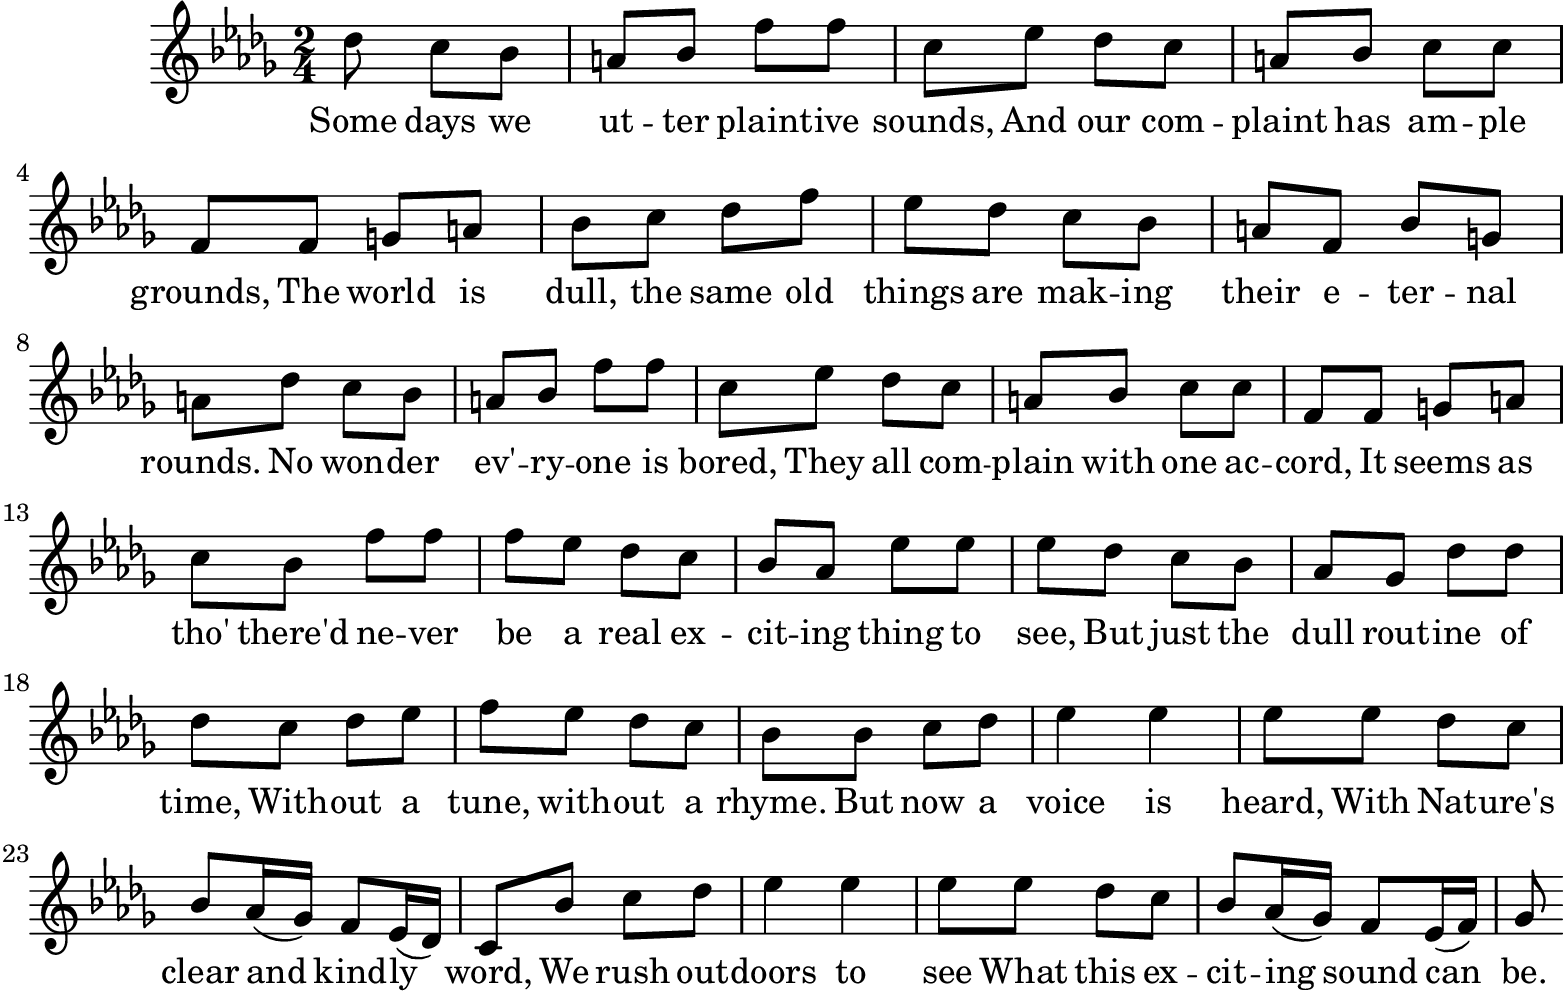 2 4
Some days we ut -- ter plaintive sounds, And our com -- plaint has am -- ple
4
grounds, The world is dull, the same old things are mak -- ing their e -- ter -- nal
8
rounds. No wonder ev' -- ry -- one is bored, They all com -- plain with one ac -- cord, It seems as
13
tho' there'd ne -- ver be a real ex -- cit -- ing thing to see, But just the dull routine of
18
time, Without a tune, without a rhyme. But now a voice is heard, With Nature's
23
clear and kindly word, We rush outdoors to see What this ex -- cit -- ing sound can be.